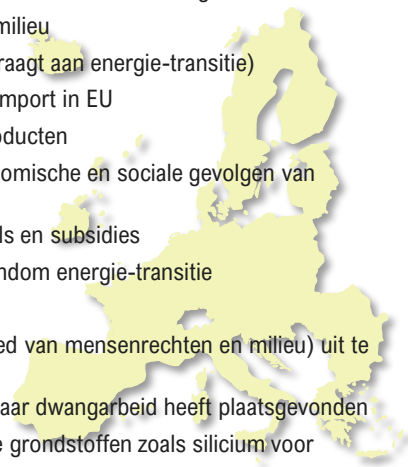 milieu
raagt aan energie-transitie)
mport in EU
oducten
omische en sociale gevolgen van
ls en subsidies
ndom energie-transitie
ed van mensenrechten en milieu) uit te
aar dwangarbeid heeft plaatsgevonden
e grondstoffen zoals silicium voor